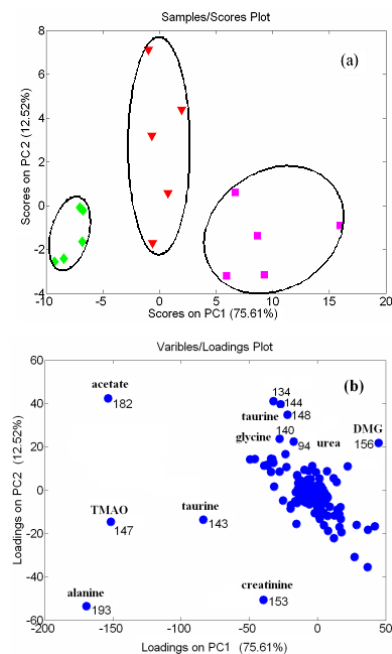 Samples/Scores Plot
(a)
Scores on PC2 (12.52%)
8
6
4
2
0
-2
-4
-10
-5
0
5
10
15
20
Scores on PC1 (75.61%)
Varibles/Loadings Plot
(b)
Loadings on PC2 (12.52%)
60
40
20
0
-20
-40
-60
acetate
182
134
144
taurine
148
glycine
140
94
urea
DMG
156
TMAO
147
taurine
143
creatinine
153
alanine
193
-200
-150
-100
-50
0
50
Loadings on PC1 (75.61%)